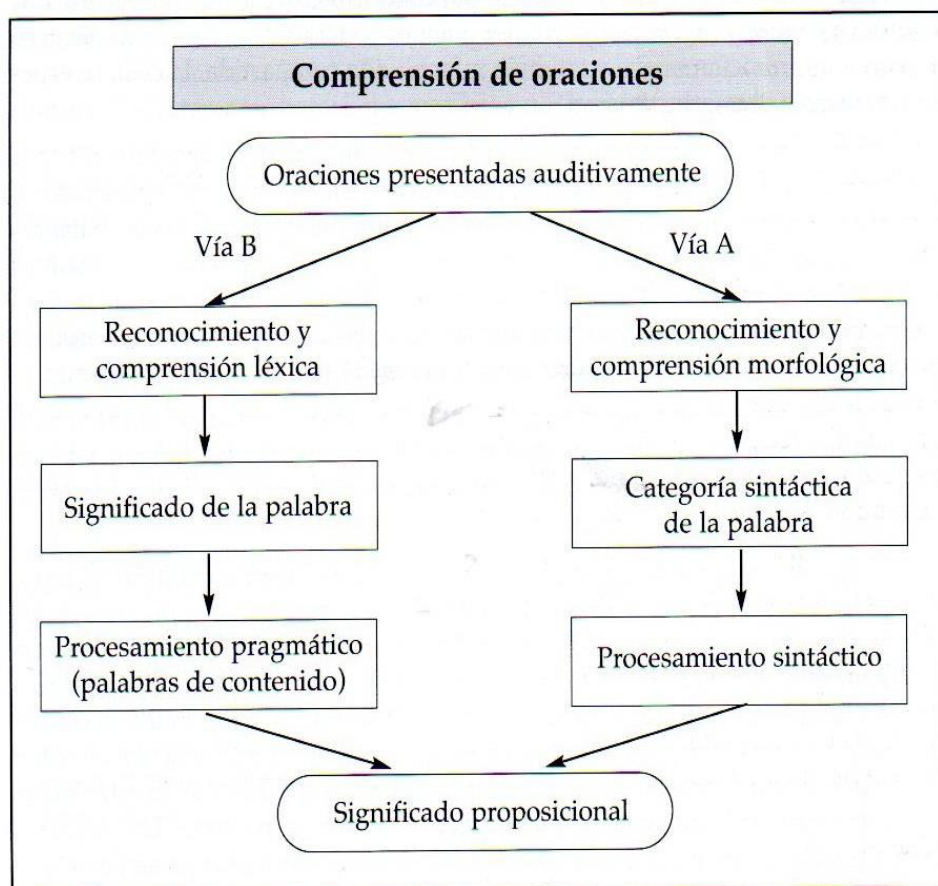 Comprensión de oraciones
Oraciones presentadas auditivamente
Vía B
Vía A
Reconocimiento y
comprensión léxica
Reconocimiento y
comprensión morfológica
Significado de la palabra
Categoría sintáctica
de la palabra
Procesamiento pragmático
(palabras de contenido)
Procesamiento sintáctico
Significado proposicional